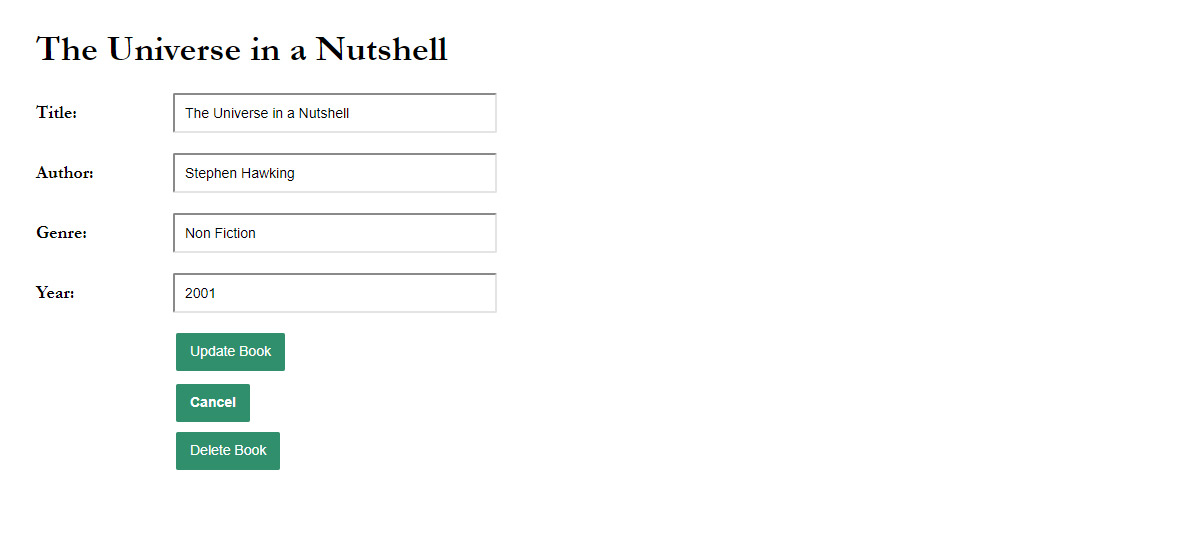 The Universe in a Nutshell
Title: The Universe in a Nutshell
Author: Stephen Hawking
Genre: Non Fiction
Year: 2001
Update Book
Cancel
Delete Book